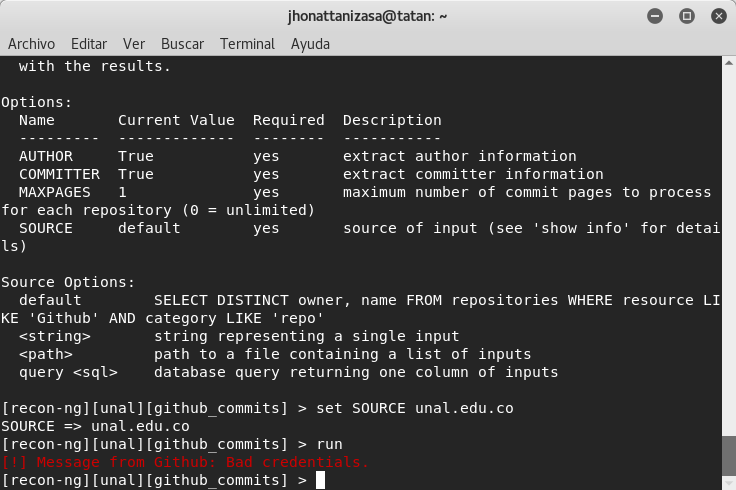 jhonattanizasa@tatan: ~
Archivo Editar Ver Buscar Terminal Ayuda
with the results.
Options:
Name Current Value Required Description
--------- ------------- -------- -----------
AUTHOR True yes extract author information
COMMITTER True yes extract committer information
MAXPAGES 1 yes maximum number of commit pages to process
for each repository (0 = unlimited)
SOURCE default yes source of input (see 'show info' for detai
ls)
Source Options:
default SELECT DISTINCT owner, name FROM repositories WHERE resource LI
KE 'Github' AND category LIKE 'repo'
<string> string representing a single input
<path> path to a file containing a list of inputs
query <sql> database query returning one column of inputs
[recon-ng][unal][github_commits] > set SOURCE unal.edu.co
SOURCE => unal.edu.co
[recon-ng][unal][github_commits] > run
[!] Message from Github: Bad credentials.
[recon-ng][unal][github_commits] >